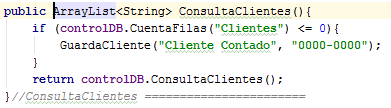 public ArrayList<String> ConsultaClientes(){
if (controlDB.CuentaFilas("Clientes") <= 0){
GuardaCliente("Cliente Contado", "0000-0000");
}
return controlDB.ConsultaClientes();
}//ConsultaClientes =======================